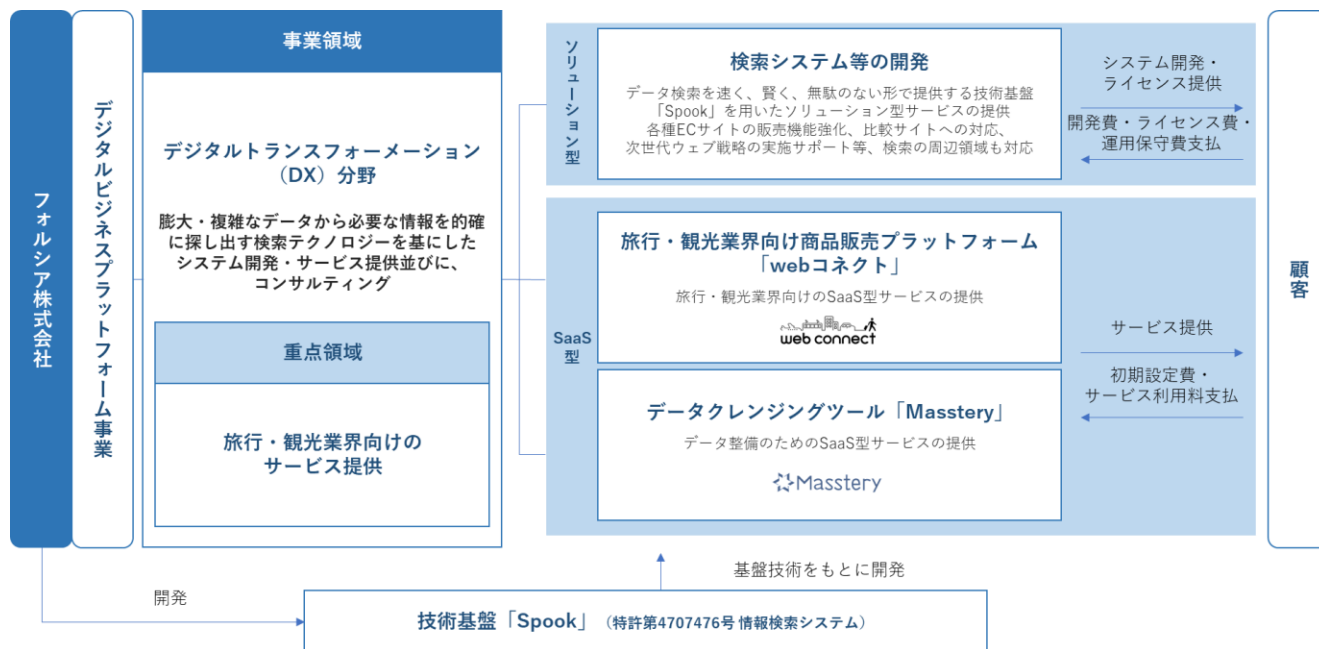 フォルシア株式会社
デジタルビジネスプラットフォーム事業
事業領域
デジタルトランスフォーメーション
（DX）分野
膨大・複雑なデータから必要な情報を的確
に探し出す検索テクノロジーを基にした
システム開発・サービス提供並びに、
コンサルティング
重点領域
旅行・観光業界向けの
サービス提供
ソリューション型
検索システム等の開発
データ検索を速く、賢く、無駄のない形で提供する技術基盤
「Spook」を用いたソリューション型サービスの提供
各種ECサイトの販売機能強化、比較サイトへの対応、
次世代ウェブ戦略の実施サポート等、検索の周辺領域も対応
システム開発・
ライセンス提供
開発費・ライセンス費・
運用保守費支払
SaaS
型
旅行・観光業界向け商品販売プラットフォーム
「webコネクト」
旅行・観光業界向けのSaaS型サービスの提供
web connect
データクレンジングツール「Masstery」
データ整備のためのSaaS型サービスの提供
Masstery
サービス提供
初期設定費・
サービス利用料支払
顧客
開発
基盤技術をもとに開発
技術基盤「Spook」（特許第4707476号 情報検索システム）